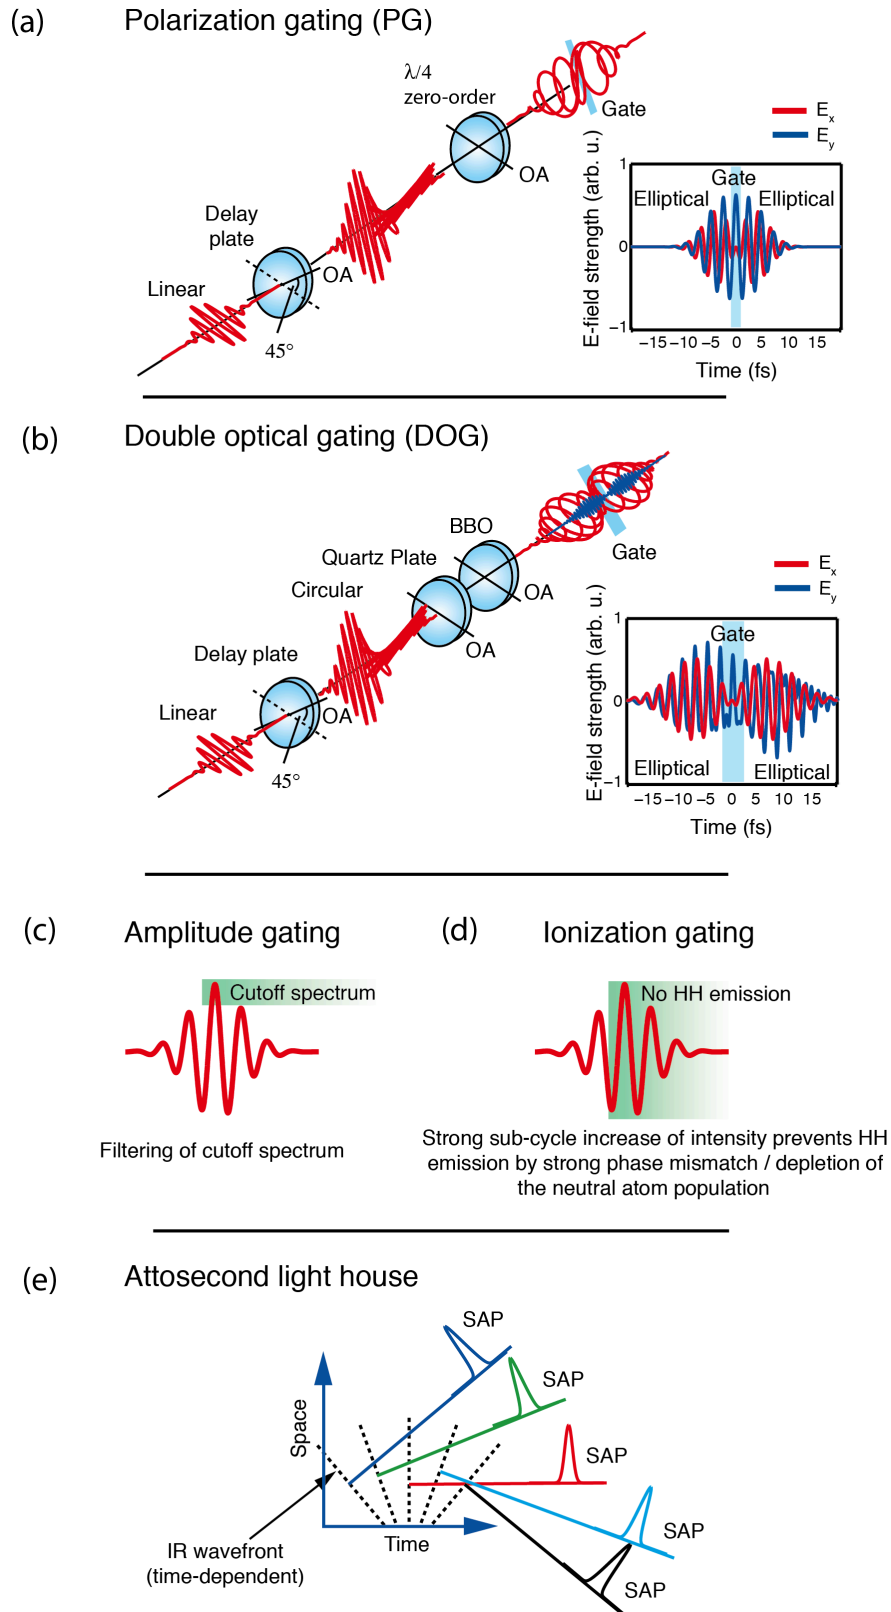 (a)
Polarization gating (PG)
λ/4
zero-order
Gate
OA
Delay
plate
OA
Linear
45°
Ex
Ey
E-field strength (arb. u.)
1
0
−1
Gate
Elliptical
Elliptical
−15 −10 −5 0 5 10 15
Time (fs)
(b)
Double optical gating (DOG)
BBO
Quartz Plate
Circular
Gate
OA
OA
Delay plate
OA
Linear
45°
Ex
Ey
E-field strength (arb. u.)
1
0
−1
Gate
Elliptical
Elliptical
−15 −10 −5 0 5 10 15
Time (fs)
(c)
Amplitude gating
Cutoff spectrum
Filtering of cutoff spectrum
(d)
Ionization gating
No HH emission
Strong sub-cycle increase of intensity prevents HH
emission by strong phase mismatch / depletion of
the neutral atom population
(e)
Attosecond light house
SAP
SAP
SAP
SAP
SAP
Space
Time
IR wavefront
(time-dependent)